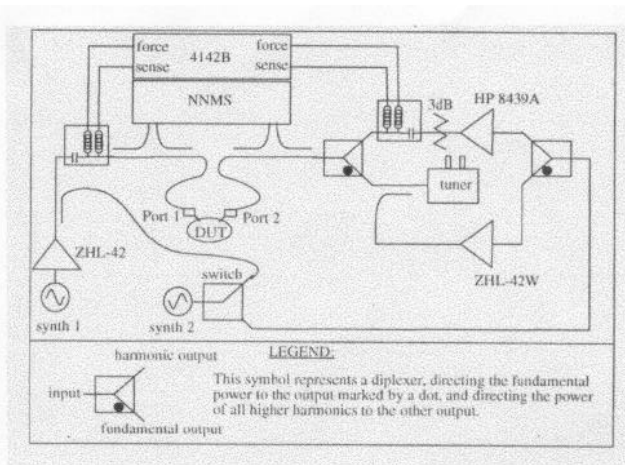 force
sense
4142B
force
sense
NNMS
3dB
HP 8439A
tuner
Port 1
Port 2
DUT
ZHL-42
ZHL-42W
switch
synth 1
synth 2
LEGEND:
harmonic output
input
fundamental output
This symbol represents a diplexer, directing the fundamental
power to the output marked by a dot, and directing the power
of all higher harmonics to the other output.